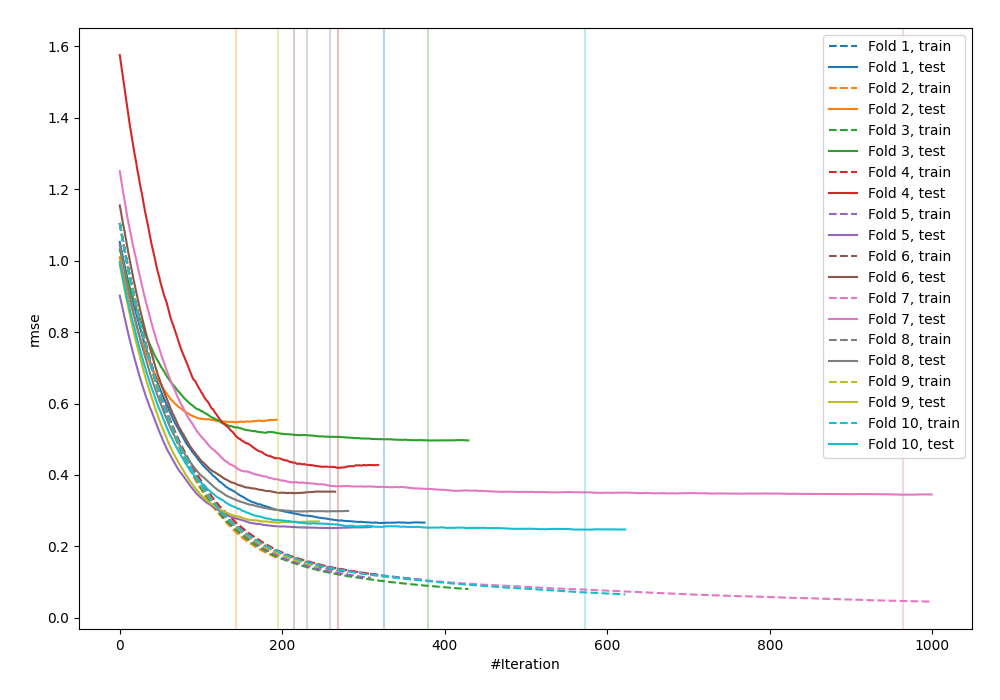 1.6
1.4
1.2
1.0
0.8
0.6
0.4
0.2
0.0
rmse
0 200 400 600 800 1000
#Iteration
Fold 1, train
Fold 1, test
Fold 2, train
Fold 2, test
Fold 3, train
Fold 3, test
Fold 4, train
Fold 4, test
Fold 5, train
Fold 5, test
Fold 6, train
Fold 6, test
Fold 7, train
Fold 7, test
Fold 8, train
Fold 8, test
Fold 9, train
Fold 9, test
Fold 10, train
Fold 10, test